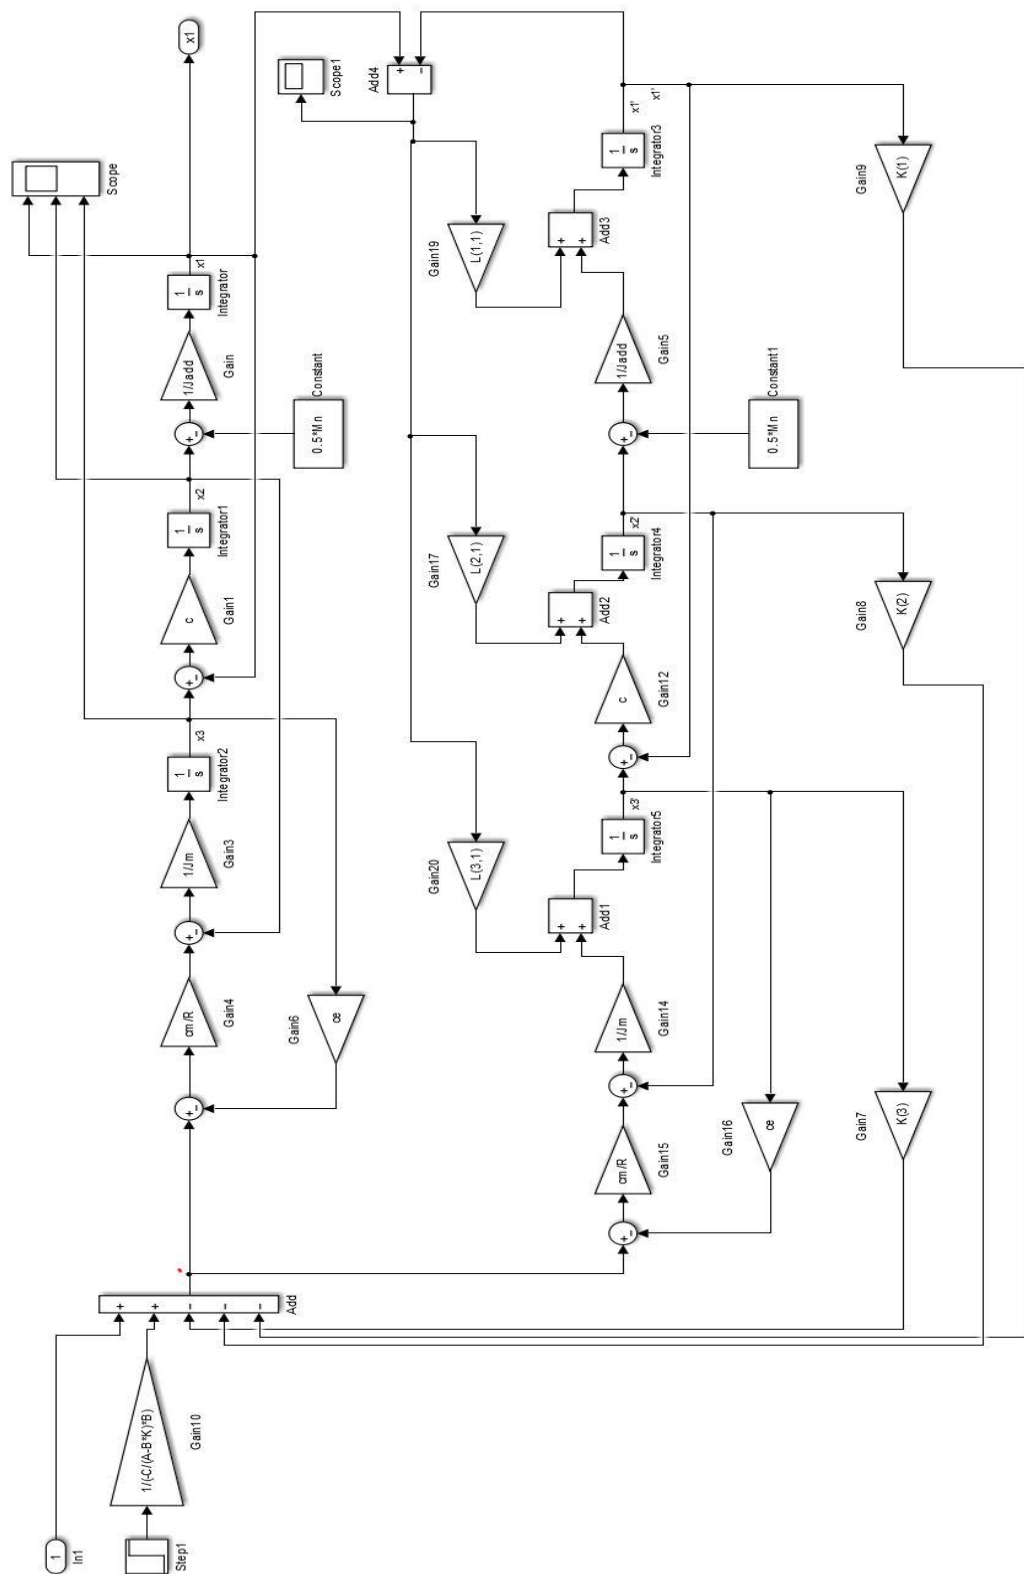 1
In1
Step1
1/(-C/(A-B*K)*B)
Gain10
+
+
-
-
-
Add
+
-
cm/R
Gain4
+
-
1/Jm
Gain3
1
s
Integrator2
x3
+
-
c
Gain1
1
s
Integrator1
x2
+
-
1/Jadd
Gain
1
s
Integrator
x1
x1
Scope
ce
Gain6
0.5*Mn
Constant
Scope1
+
-
Add4
L(3,1)
Gain20
L(2,1)
Gain17
L(1,1)
Gain19
+
-
cm/R
Gain15
+
-
1/Jm
Gain14
+
+
Add1
1
s
Integrator5
x3'
+
-
c
Gain12
+
+
Add2
1
s
Integrator4
x2'
+
-
1/Jadd
Gain5
+
+
Add3
1
s
Integrator3
x1'
x1'
ce
Gain16
0.5*Mn
Constant1
K(3)
Gain7
K(2)
Gain8
K(1)
Gain9